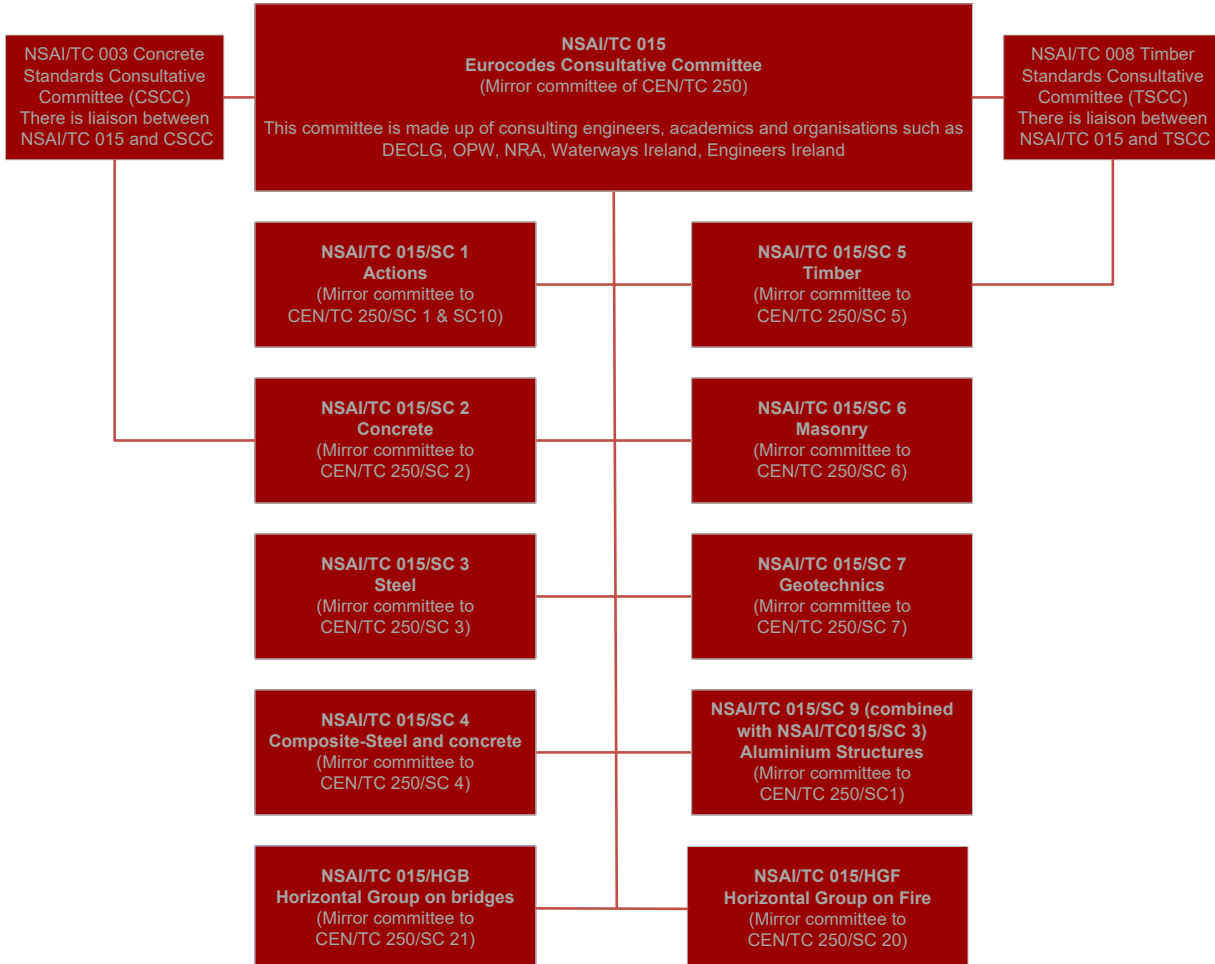 NSAI/TC 003 Concrete
Standards Consultative
Committee (CSCC)
There is liaison between
NSAI/TC 015 and CSCC
NSAI/TC 015
Eurocodes Consultative Committee
(Mirror committee of CEN/TC 250)
This committee is made up of consulting engineers, academics and organisations such as
DECLG, OPW, NRA, Waterways Ireland, Engineers Ireland
NSAI/TC 008 Timber
Standards Consultative
Committee (TSCC)
There is liaison between
NSAI/TC 015 and TSCC
NSAI/TC 015/SC 1
Actions
(Mirror committee to
CEN/TC 250/SC 1 & SC10)
NSAI/TC 015/SC 5
Timber
(Mirror committee to
CEN/TC 250/SC 5)
NSAI/TC 015/SC 2
Concrete
(Mirror committee to
CEN/TC 250/SC 2)
NSAI/TC 015/SC 6
Masonry
(Mirror committee to
CEN/TC 250/SC 6)
NSAI/TC 015/SC 3
Steel
(Mirror committee to
CEN/TC 250/SC 3)
NSAI/TC 015/SC 7
Geotechnics
(Mirror committee to
CEN/TC 250/SC 7)
NSAI/TC 015/SC 4
Composite-Steel and concrete
(Mirror committee to
CEN/TC 250/SC 4)
NSAI/TC 015/SC 9 (combined
with NSAI/TC015/SC 3)
Aluminium Structures
(Mirror committee to
CEN/TC 250/SC1)
NSAI/TC 015/HGB
Horizontal Group on bridges
(Mirror committee to
CEN/TC 250/SC 21)
NSAI/TC 015/HGF
Horizontal Group on Fire
(Mirror committee to
CEN/TC 250/SC 20)